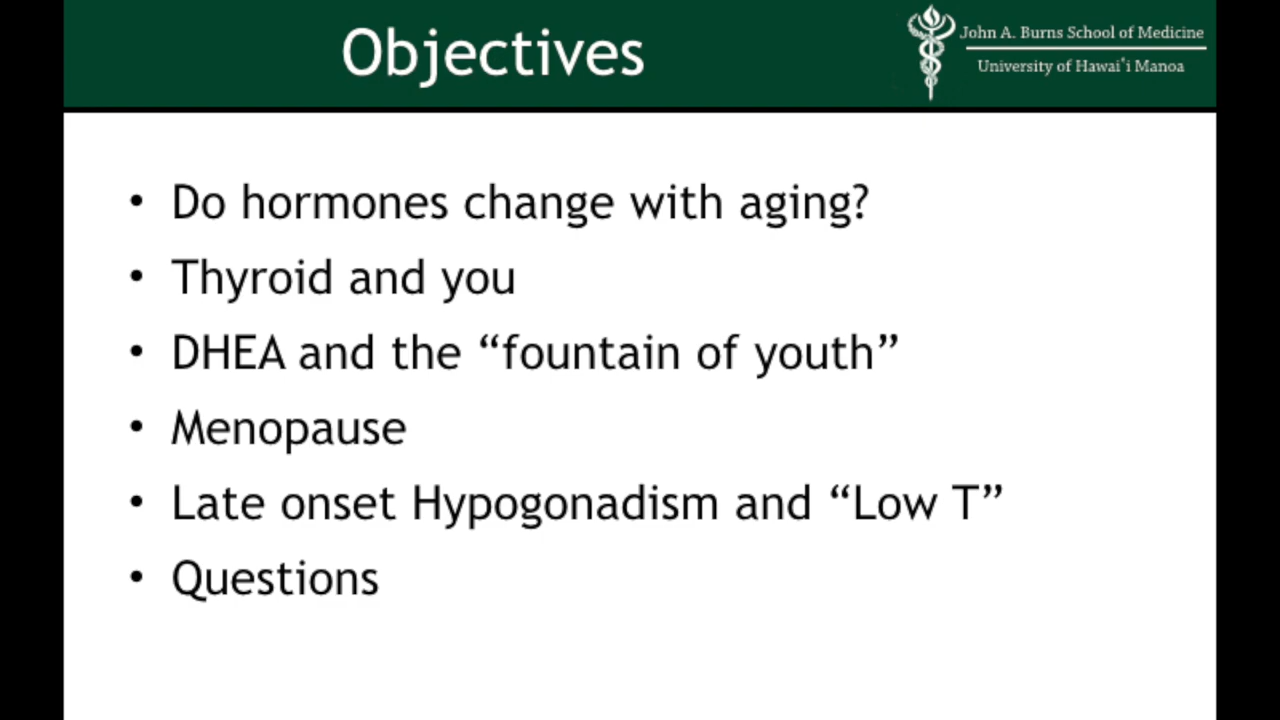 Objectives
John A. Burns School of Medicine
University of Hawai'i Manoa
• Do hormones change with aging?
• Thyroid and you
• DHEA and the “fountain of youth”
• Menopause
• Late onset Hypogonadism and “Low T”
• Questions